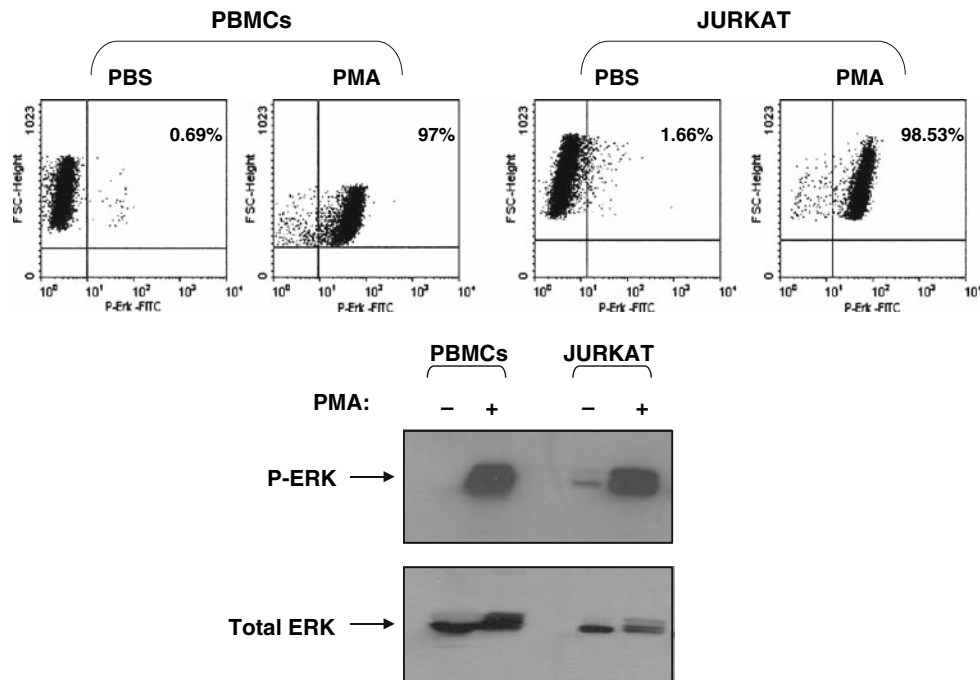 PBMCs JURKAT
PBS PMA PBS PMA
1023 1023 1023 1023
0.69% 97% 1.66% 98.53%
FSC-Height FSC-Height FSC-Height FSC-Height
0 0 0 0
10⁰ 10¹ 10² 10³ 10⁴ 10⁰ 10¹ 10² 10³ 10⁴ 10⁰ 10¹ 10² 10³ 10⁴ 10⁰ 10¹ 10² 10³ 10⁴
P-Erk -FITC P-Erk -FITC P-Erk -FITC P-Erk -FITC
PBMCs JURKAT
PMA: – + – +
P-ERK
Total ERK